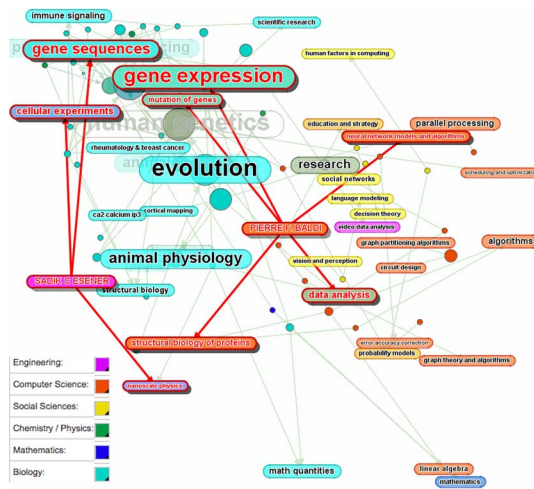 immune signaling
scientific research
gene sequences
human factors in computing
gene expression
mutation of genes
cellular experiments
human genetics
education and strategy
parallel processing
neural network models and algorithms
rheumatology & breast cancer
evolution
research
scheduling and optimizatio
social networks
language modeling
decision theory
cortical mapping
ca2 calcium ip3
PIERRE F. BALDI
video data analysis
graph partitioning algorithms
algorithms
animal physiology
vision and perception
circuit design
SADIK C ESENER
structural biology
data analysis
structural biology of proteins
error accuracy correction
probability models
graph theory and algorithms
nanoscale physics
Engineering:
Computer Science:
Social Sciences:
Chemistry / Physics:
Mathematics:
Biology:
math quantities
linear algebra
mathematics